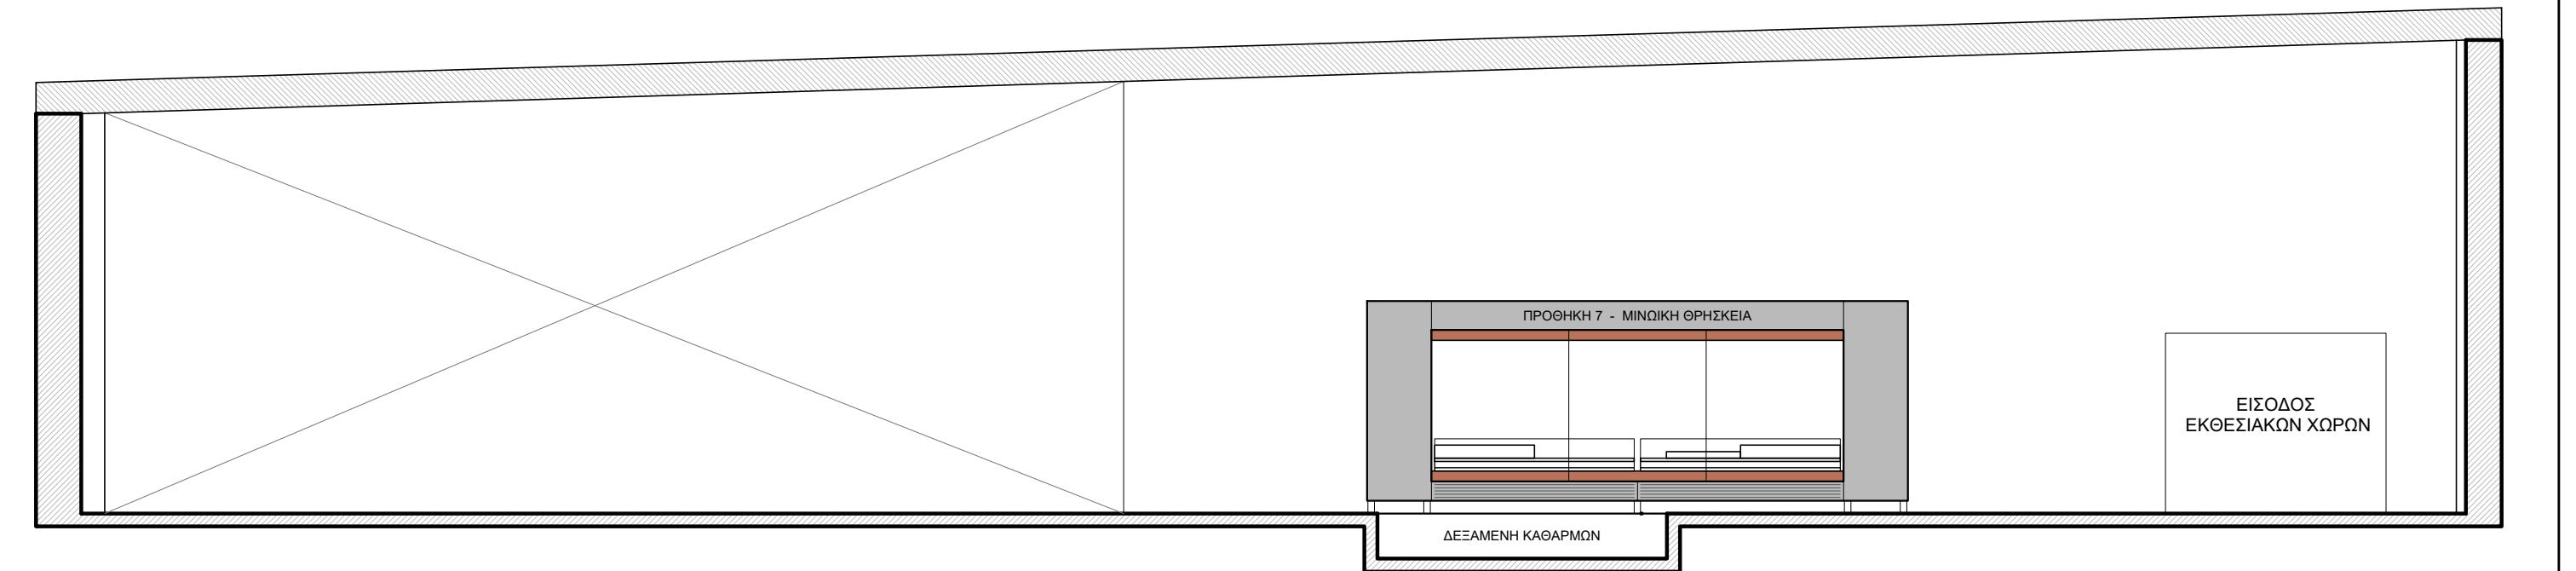 ΠΡΟΘΗΚΗ 7 - ΜΙΝΩΙΚΗ ΘΡΗΣΚΕΙΑ
ΕΙΣΟΔΟΣ
ΕΚΘΕΣΙΑΚΩΝ ΧΩΡΩΝ
ΔΕΞΑΜΕΝΗ ΚΑΘΑΡΜΩΝ